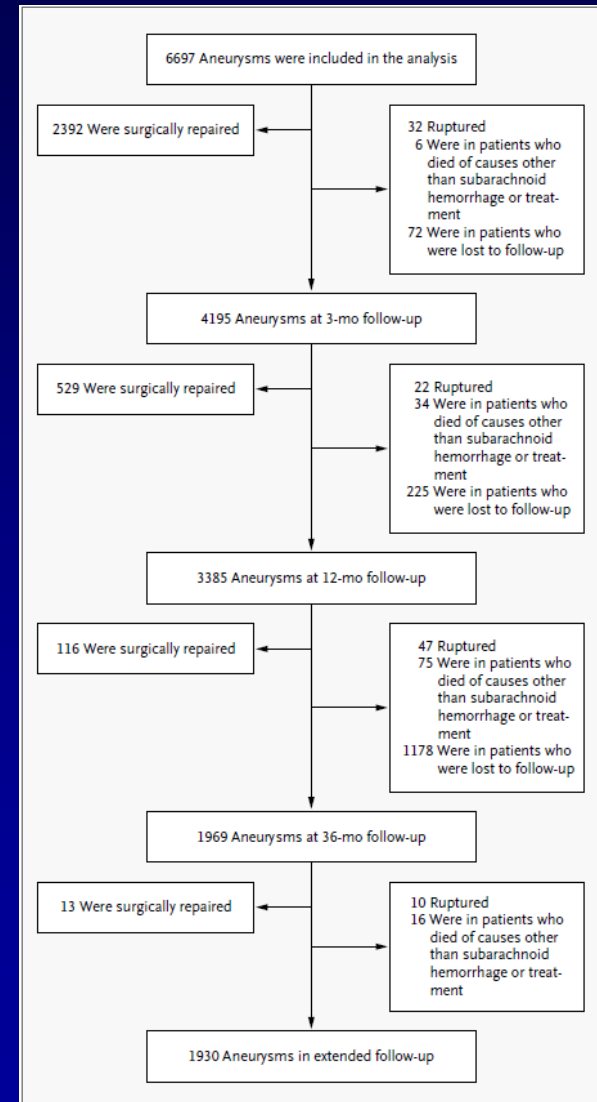 6697 Aneurysms were included in the analysis
2392 Were surgically repaired
32 Ruptured
6 Were in patients who
died of causes other
than subarachnoid
hemorrhage or treat-
ment
72 Were in patients who
were lost to follow-up
4195 Aneurysms at 3-mo follow-up
529 Were surgically repaired
22 Ruptured
34 Were in patients who
died of causes other
than subarachnoid
hemorrhage or treat-
ment
225 Were in patients who
were lost to follow-up
3385 Aneurysms at 12-mo follow-up
116 Were surgically repaired
47 Ruptured
75 Were in patients who
died of causes other
than subarachnoid
hemorrhage or treat-
ment
1178 Were in patients who
were lost to follow-up
1969 Aneurysms at 36-mo follow-up
13 Were surgically repaired
10 Ruptured
16 Were in patients who
died of causes other
than subarachnoid
hemorrhage or treat-
ment
1930 Aneurysms in extended follow-up